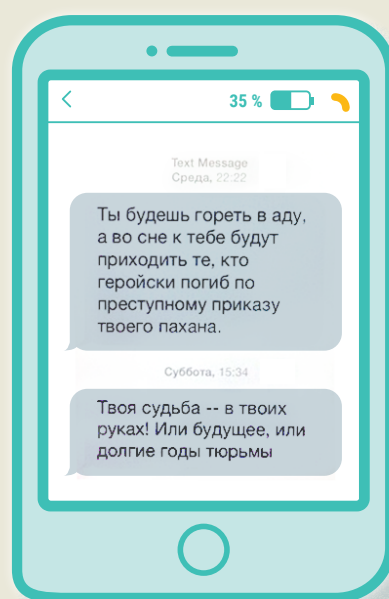 35 %
Text Message
Среда, 22:22
Ты будешь гореть в аду,
а во сне к тебе будут
приходить те, кто
геройски погиб по
преступному приказу
твоего пахана.
Суббота, 15:34
Твоя судьба -- в твоих
руках! Или будущее, или
долгие годы тюрьмы